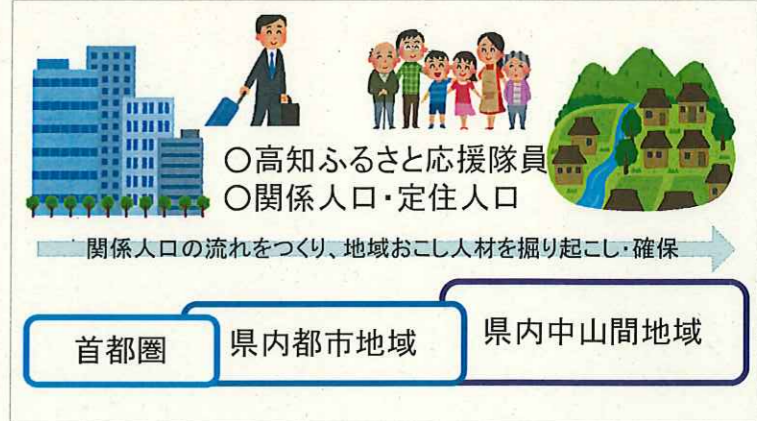 〇高知ふるさと応援隊員
〇関係人口・定住人口
関係人口の流れをつくり、地域おこし人材を掘り起こし・確保
首都圏
県内都市地域
県内中山間地域